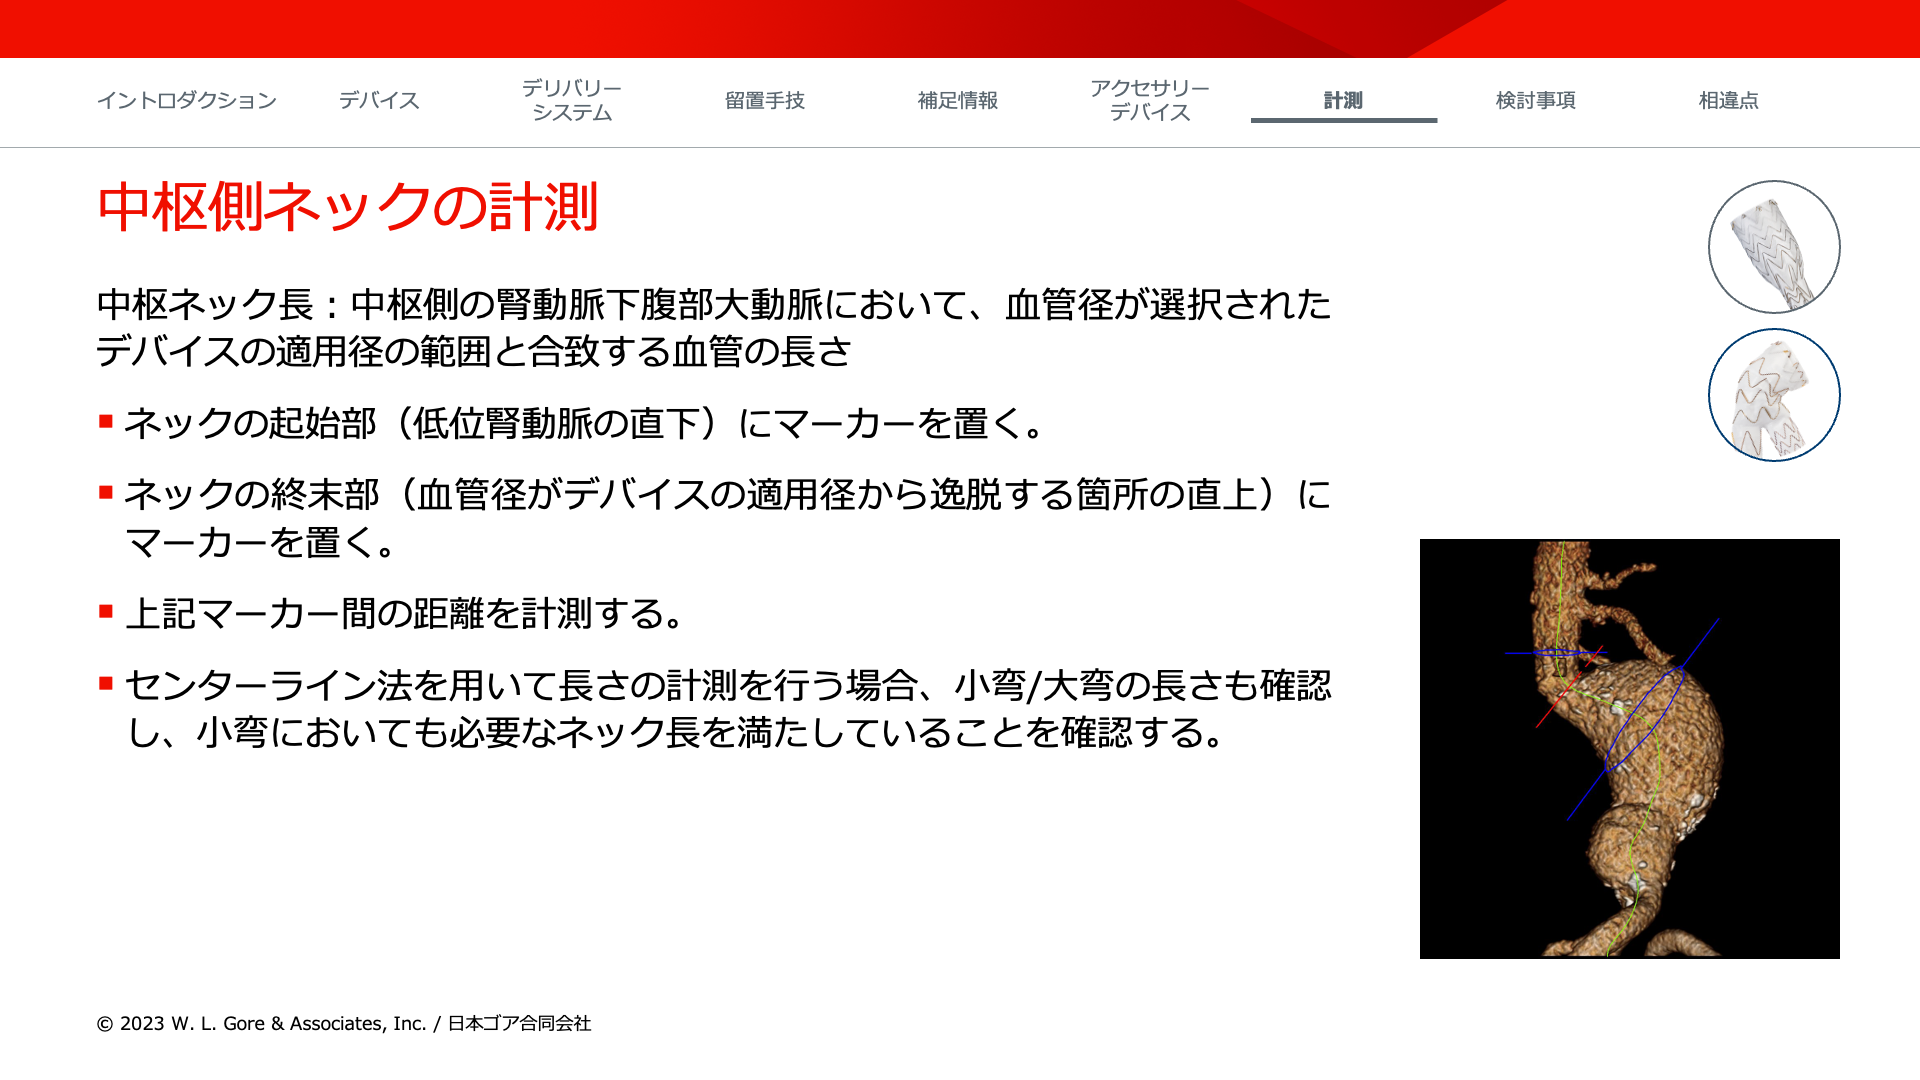 イントロダクション
デバイス
デリバリー
システム
留置手技
補足情報
アクセサリー
デバイス
計測
検討事項
相違点
中枢側ネックの計測
中枢ネック長：中枢側の腎動脈下腹部大動脈において、血管径が選択された
デバイスの適用径の範囲と合致する血管の長さ
▪ ネックの起始部（低位腎動脈の直下）にマーカーを置く。
▪ ネックの終末部（血管径がデバイスの適用径から逸脱する箇所の直上）に
マーカーを置く。
▪ 上記マーカー間の距離を計測する。
▪ センターライン法を用いて長さの計測を行う場合、小弯/大弯の長さも確認
し、小弯においても必要なネック長を満たしていることを確認する。
© 2023 W. L. Gore & Associates, Inc. / 日本ゴア合同会社